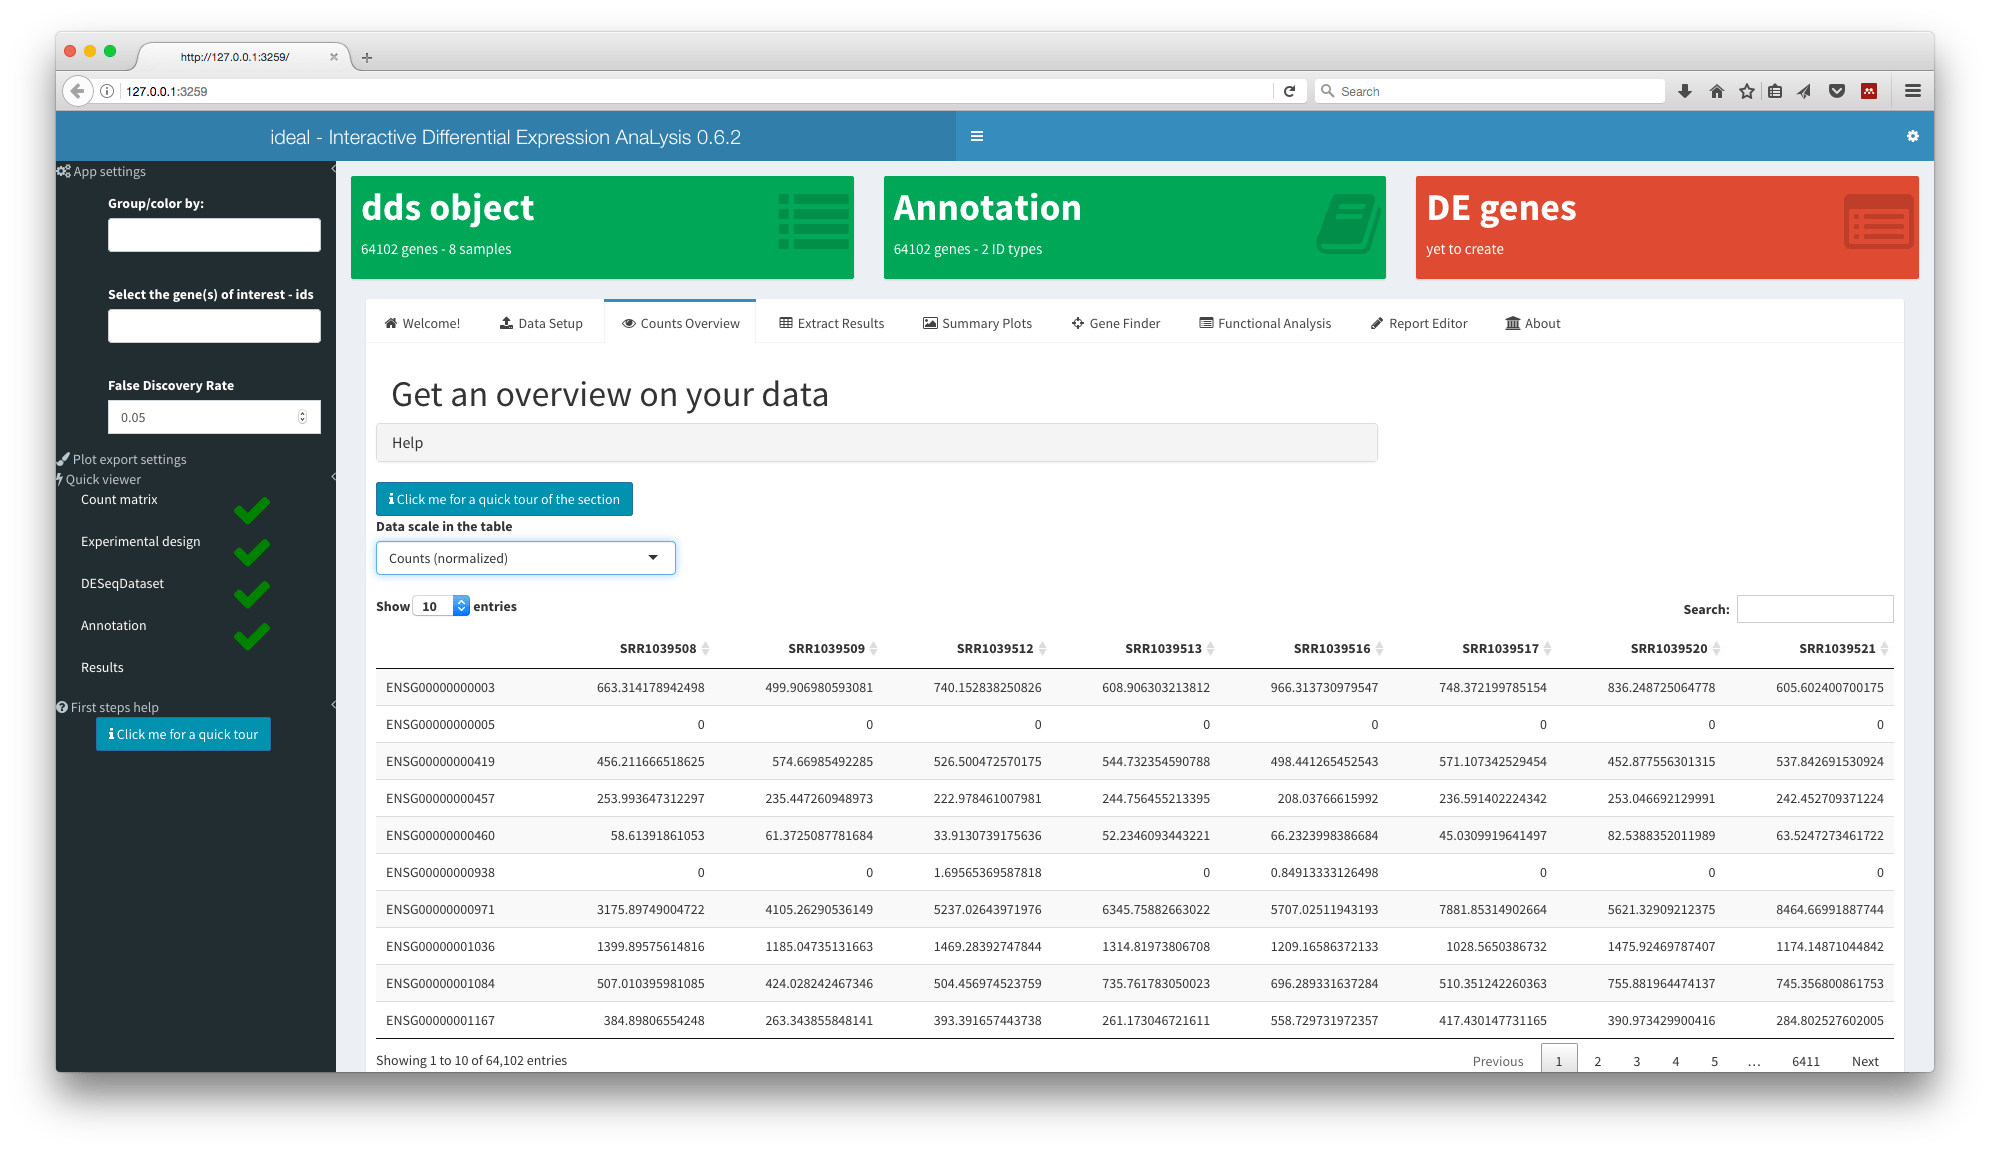 http://127.0.0.1:3259/
127.0.0.1:3259
Search
ideal - Interactive Differential Expression AnaLysis 0.6.2
App settings
Group/color by:
Select the gene(s) of interest - ids
False Discovery Rate
0.05
Plot export settings
Quick viewer
Count matrix
Experimental design
DESeqDataset
Annotation
Results
First steps help
Click me for a quick tour
dds object
64102 genes - 8 samples
Annotation
64102 genes - 2 ID types
DE genes
yet to create
Welcome! Data Setup Counts Overview Extract Results Summary Plots Gene Finder Functional Analysis Report Editor About
Get an overview on your data
Help
Click me for a quick tour of the section
Data scale in the table
Counts (normalized)
Show 10 entries
Search:
SRR1039508 SRR1039509 SRR1039512 SRR1039513 SRR1039516 SRR1039517 SRR1039520 SRR1039521
ENSG00000000003 663.314178942498 499.906980593081 740.152838250826 608.906303213812 966.313730979547 748.372199785154 836.248725064778 605.602400700175
ENSG00000000005 0 0 0 0 0 0 0 0
ENSG00000000419 456.211666518625 574.66985492285 526.500472570175 544.732354590788 498.441265452543 571.107342529454 452.877556301315 537.842691530924
ENSG00000000457 253.993647312297 235.447260948973 222.978461007981 244.756455213395 208.03766615992 236.591402224342 253.046692129991 242.452709371224
ENSG00000000460 58.61391861053 61.3725087781684 33.9130739175636 52.2346093443221 66.2323998386684 45.0309919641497 82.5388352011989 63.5247273461722
ENSG00000000938 0 0 1.69565369587818 0 0.84913333126498 0 0 0
ENSG00000000971 3175.89749004722 4105.26290536149 5237.02643971976 6345.75882663022 5707.02511943193 7881.85314902664 5621.32909212375 8464.66991887744
ENSG00000001036 1399.89575614816 1185.04735131663 1469.28392747844 1314.81973806708 1209.16586372133 1028.5650386732 1475.92469787407 1174.14871044842
ENSG00000001084 507.010395981085 424.028242467346 504.456974523759 735.761783050023 696.289331637284 510.351242260363 755.881964474137 745.356800861753
ENSG00000001167 384.89806554248 263.343855848141 393.391657443738 261.173046721611 558.729731972357 417.430147731165 390.973429900416 284.802527602005
Showing 1 to 10 of 64,102 entries
Previous 1 2 3 4 5 … 6411 Next